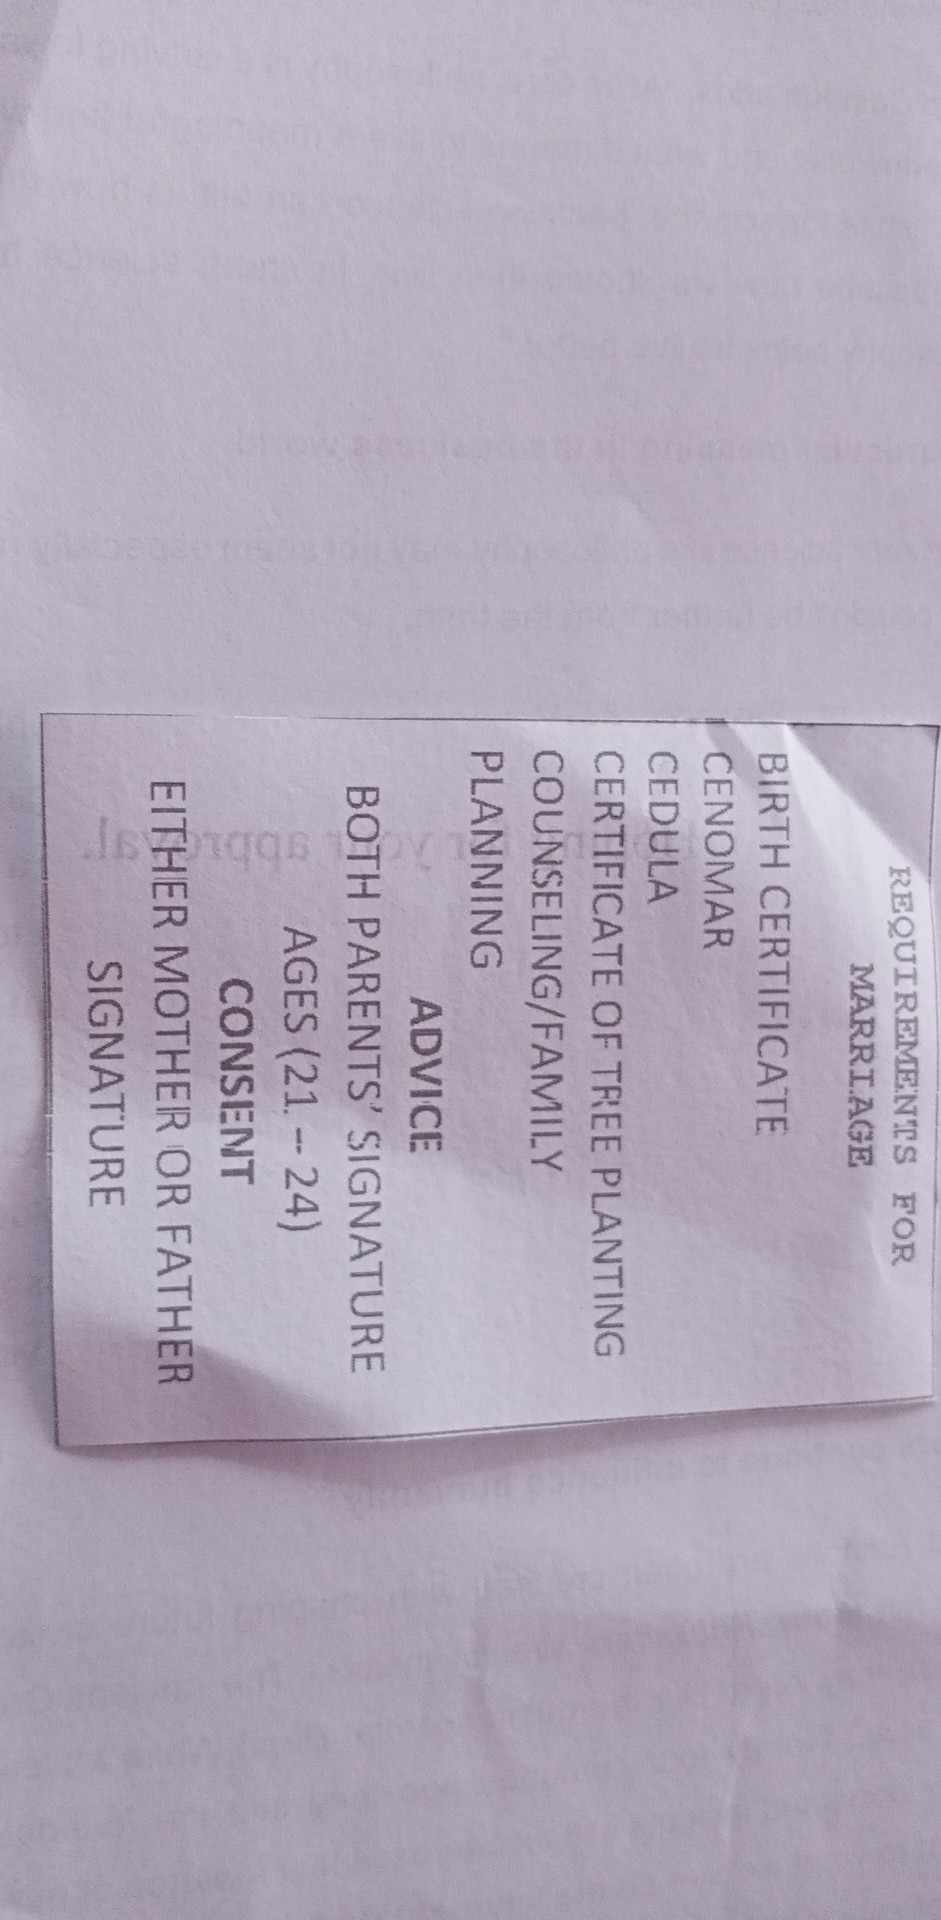 REQUIREMENTS FOR
MARRIAGE
BIRTH CERTIFICATE
CENOMAR
CEDULA
CERTIFICATE OF TREE PLANTING
COUNSELING/FAMILY
PLANNING
ADVICE
BOTH PARENTS' SIGNATURE
AGES (21 – 24)
CONSENT
EITHER MOTHER OR FATHER
SIGNATURE